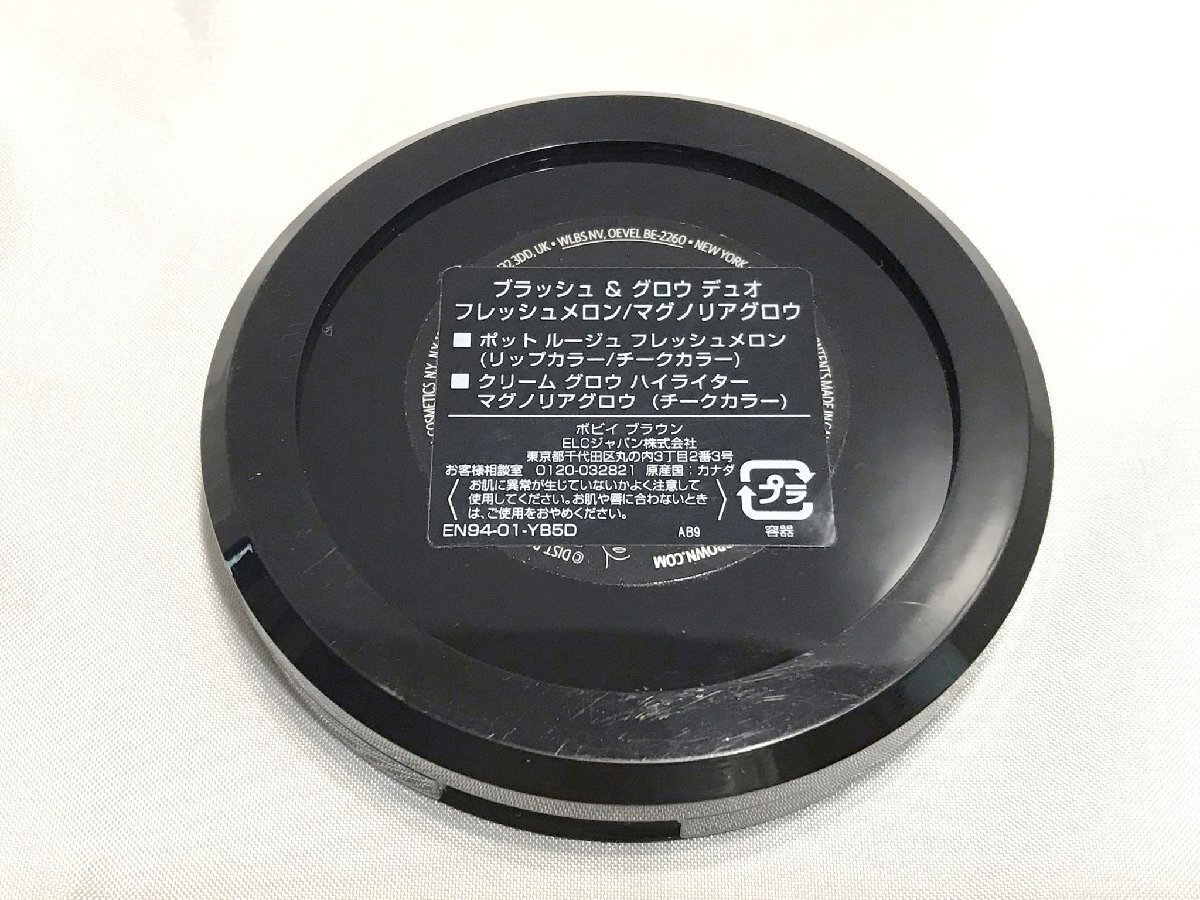 2 3DD, UK • WLBS NV, OEVEL BE-2260 • NEW YORK
ブラッシュ & グロウ デュオ
フレッシュメロン/マグノリアグロウ
■ ポット ルージュ フレッシュメロン
(リップカラー/チークカラー)
■ クリーム グロウ ハイライター
マグノリアグロウ (チークカラー)
ボビイ ブラウン
ELCジャパン株式会社
東京都千代田区丸の内3丁目2番3号
お客様相談室 0120-032821 原産国:カナダ
お肌に異常が生じていないかよく注意して
使用してください。お肌や唇に合わないとき
は、ご使用をおやめください。
プラ
EN94-01-YB5D AB9 容器
COSMETICS N.Y., N.Y.
MADE IN
© DIST.
ROWN.COM